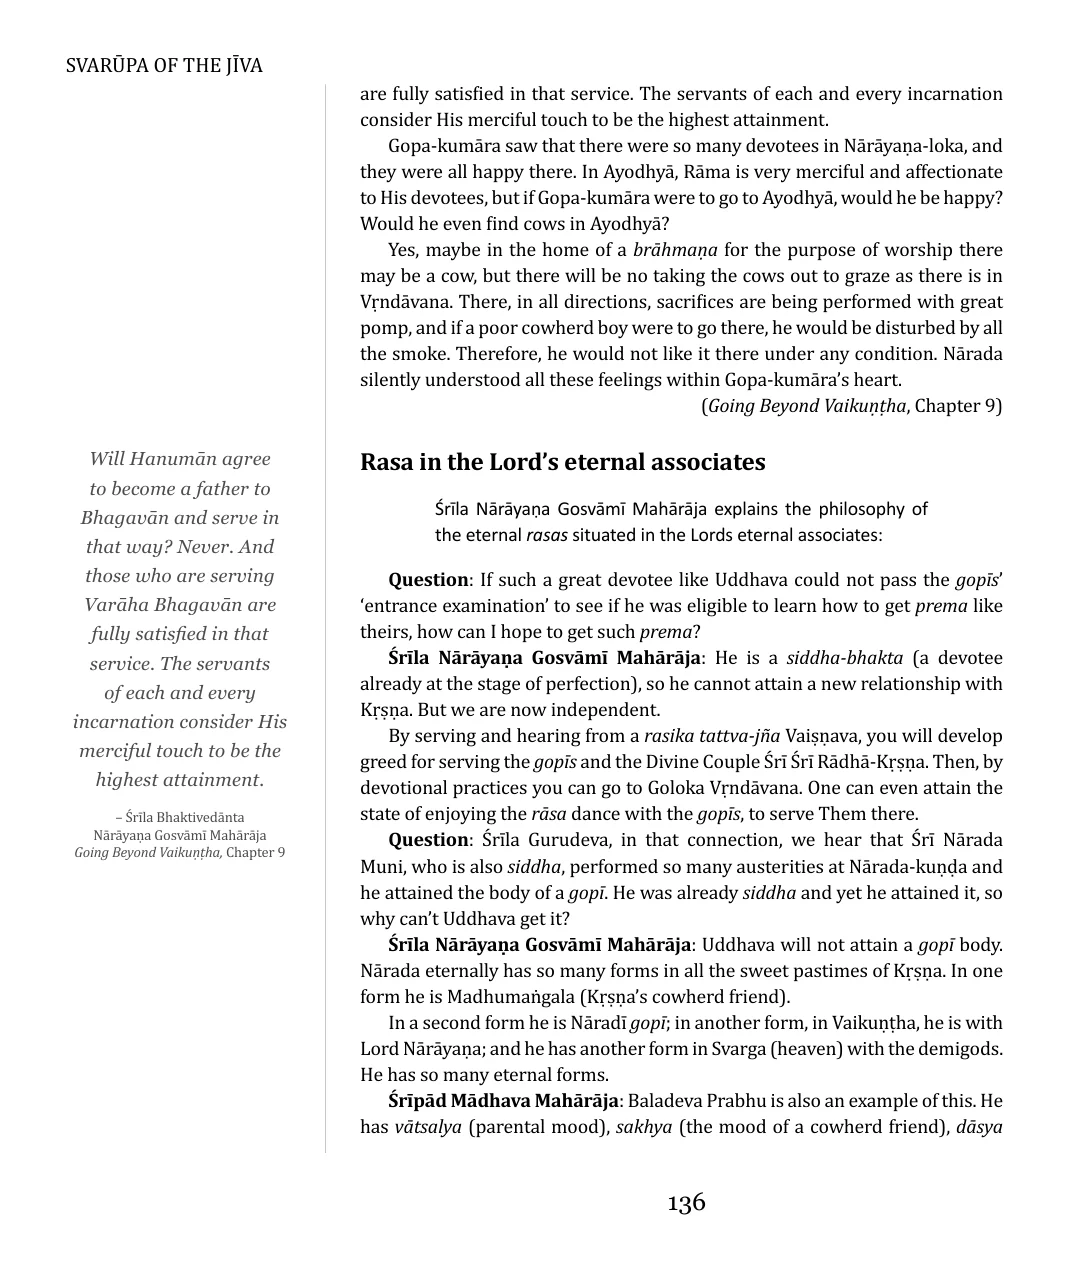 SVARŪPA OF THE JĪVA
are fully satisfied in that service. The servants of each and every incarnation
consider His merciful touch to be the highest attainment.
Gopa-kumāra saw that there were so many devotees in Nārāyaṇa-loka, and
they were all happy there. In Ayodhyā, Rāma is very merciful and affectionate
to His devotees, but if Gopa-kumāra were to go to Ayodhyā, would he be happy?
Would he even find cows in Ayodhyā?
Yes, maybe in the home of a brāhmaṇa for the purpose of worship there
may be a cow, but there will be no taking the cows out to graze as there is in
Vṛndāvana. There, in all directions, sacrifices are being performed with great
pomp, and if a poor cowherd boy were to go there, he would be disturbed by all
the smoke. Therefore, he would not like it there under any condition. Nārada
silently understood all these feelings within Gopa-kumāra’s heart.
(Going Beyond Vaikuṇṭha, Chapter 9)
Will Hanumān agree
to become a father to
Bhagavān and serve in
that way? Never. And
those who are serving
Varāha Bhagavān are
fully satisfied in that
service. The servants
of each and every
incarnation consider His
merciful touch to be the
highest attainment.
– Śrīla Bhaktivedānta
Nārāyaṇa Gosvāmī Mahārāja
Going Beyond Vaikuṇṭha, Chapter 9
Rasa in the Lord’s eternal associates
Śrīla Nārāyaṇa Gosvāmī Mahārāja explains the philosophy of
the eternal rasas situated in the Lords eternal associates:
Question: If such a great devotee like Uddhava could not pass the gopīs’
‘entrance examination’ to see if he was eligible to learn how to get prema like
theirs, how can I hope to get such prema?
Śrīla Nārāyaṇa Gosvāmī Mahārāja: He is a siddha-bhakta (a devotee
already at the stage of perfection), so he cannot attain a new relationship with
Kṛṣṇa. But we are now independent.
By serving and hearing from a rasika tattva-jña Vaiṣṇava, you will develop
greed for serving the gopīs and the Divine Couple Śrī Śrī Rādhā-Kṛṣṇa. Then, by
devotional practices you can go to Goloka Vṛndāvana. One can even attain the
state of enjoying the rāsa dance with the gopīs, to serve Them there.
Question: Śrīla Gurudeva, in that connection, we hear that Śrī Nārada
Muni, who is also siddha, performed so many austerities at Nārada-kuṇḍa and
he attained the body of a gopī. He was already siddha and yet he attained it, so
why can’t Uddhava get it?
Śrīla Nārāyaṇa Gosvāmī Mahārāja: Uddhava will not attain a gopī body.
Nārada eternally has so many forms in all the sweet pastimes of Kṛṣṇa. In one
form he is Madhumaṅgala (Kṛṣṇa’s cowherd friend).
In a second form he is Nāradī gopī; in another form, in Vaikuṇṭha, he is with
Lord Nārāyaṇa; and he has another form in Svarga (heaven) with the demigods.
He has so many eternal forms.
Śrīpād Mādhava Mahārāja: Baladeva Prabhu is also an example of this. He
has vātsalya (parental mood), sakhya (the mood of a cowherd friend), dāsya
136